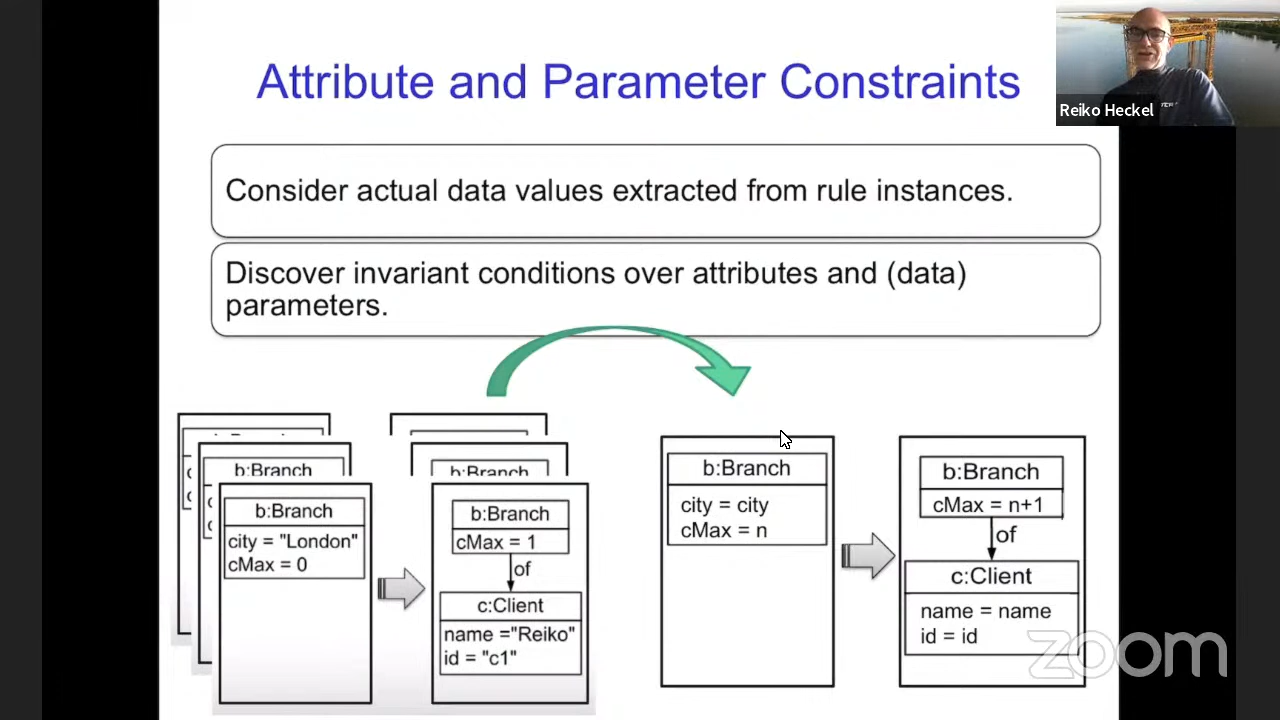 Attribute and Parameter Constraints
Reiko Heckel
Consider actual data values extracted from rule instances.
Discover invariant conditions over attributes and (data)
parameters.
b:Branch
b:Branch
b:Branch
city = "London"
cMax = 0
b:Branch
cMax = 1
of
c:Client
name ="Reiko"
id = "c1"
b:Branch
city = city
cMax = n
b:Branch
cMax = n+1
of
c:Client
name = name
id = id
zoom